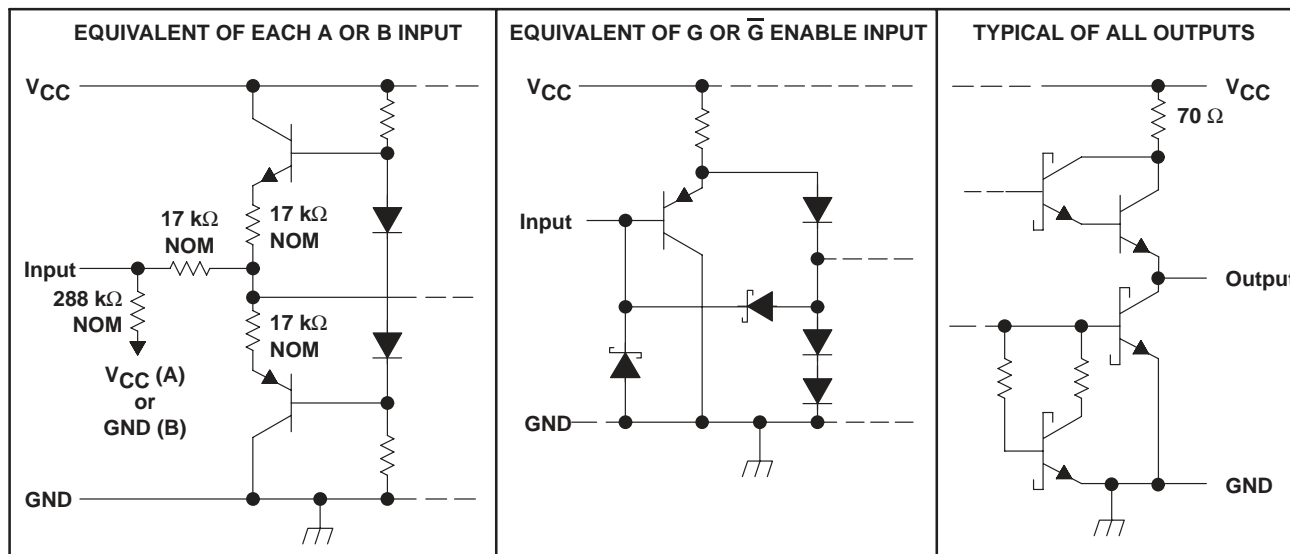 EQUIVALENT OF EACH A OR B INPUT
VCC
17 kΩ
NOM
17 kΩ
NOM
Input
288 kΩ
NOM
17 kΩ
NOM
VCC (A)
or
GND (B)
GND
EQUIVALENT OF G OR G̅ ENABLE INPUT
VCC
Input
GND
TYPICAL OF ALL OUTPUTS
VCC
70 Ω
Output
GND